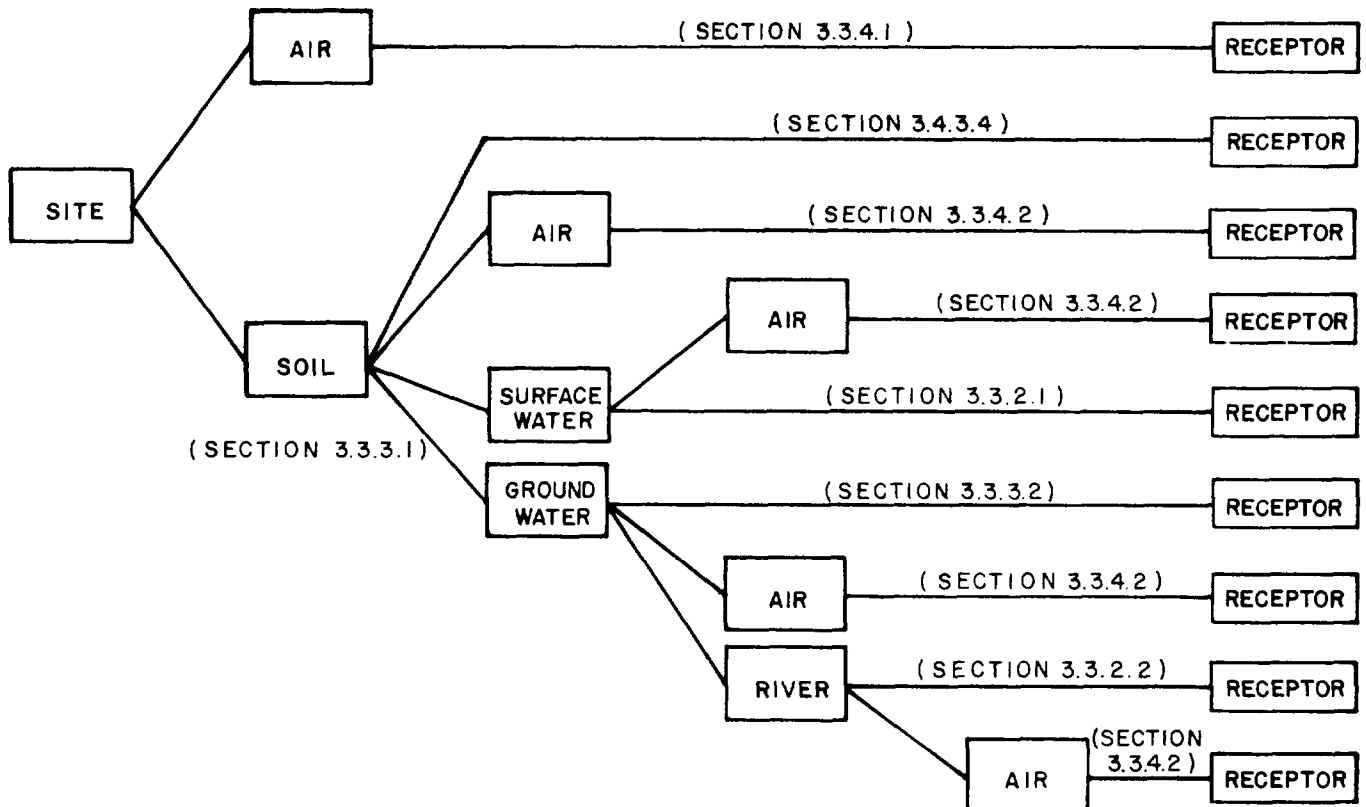 AIR
(SECTION 3.3.4.1)
RECEPTOR
(SECTION 3.4.3.4)
RECEPTOR
SITE
AIR
(SECTION 3.3.4.2)
RECEPTOR
AIR
(SECTION 3.3.4.2)
RECEPTOR
SOIL
SURFACE
WATER
(SECTION 3.3.2.1)
RECEPTOR
(SECTION 3.3.3.1)
GROUND
WATER
(SECTION 3.3.3.2)
RECEPTOR
AIR
(SECTION 3.3.4.2)
RECEPTOR
RIVER
(SECTION 3.3.2.2)
RECEPTOR
AIR
(SECTION
3.3.4.2)
RECEPTOR